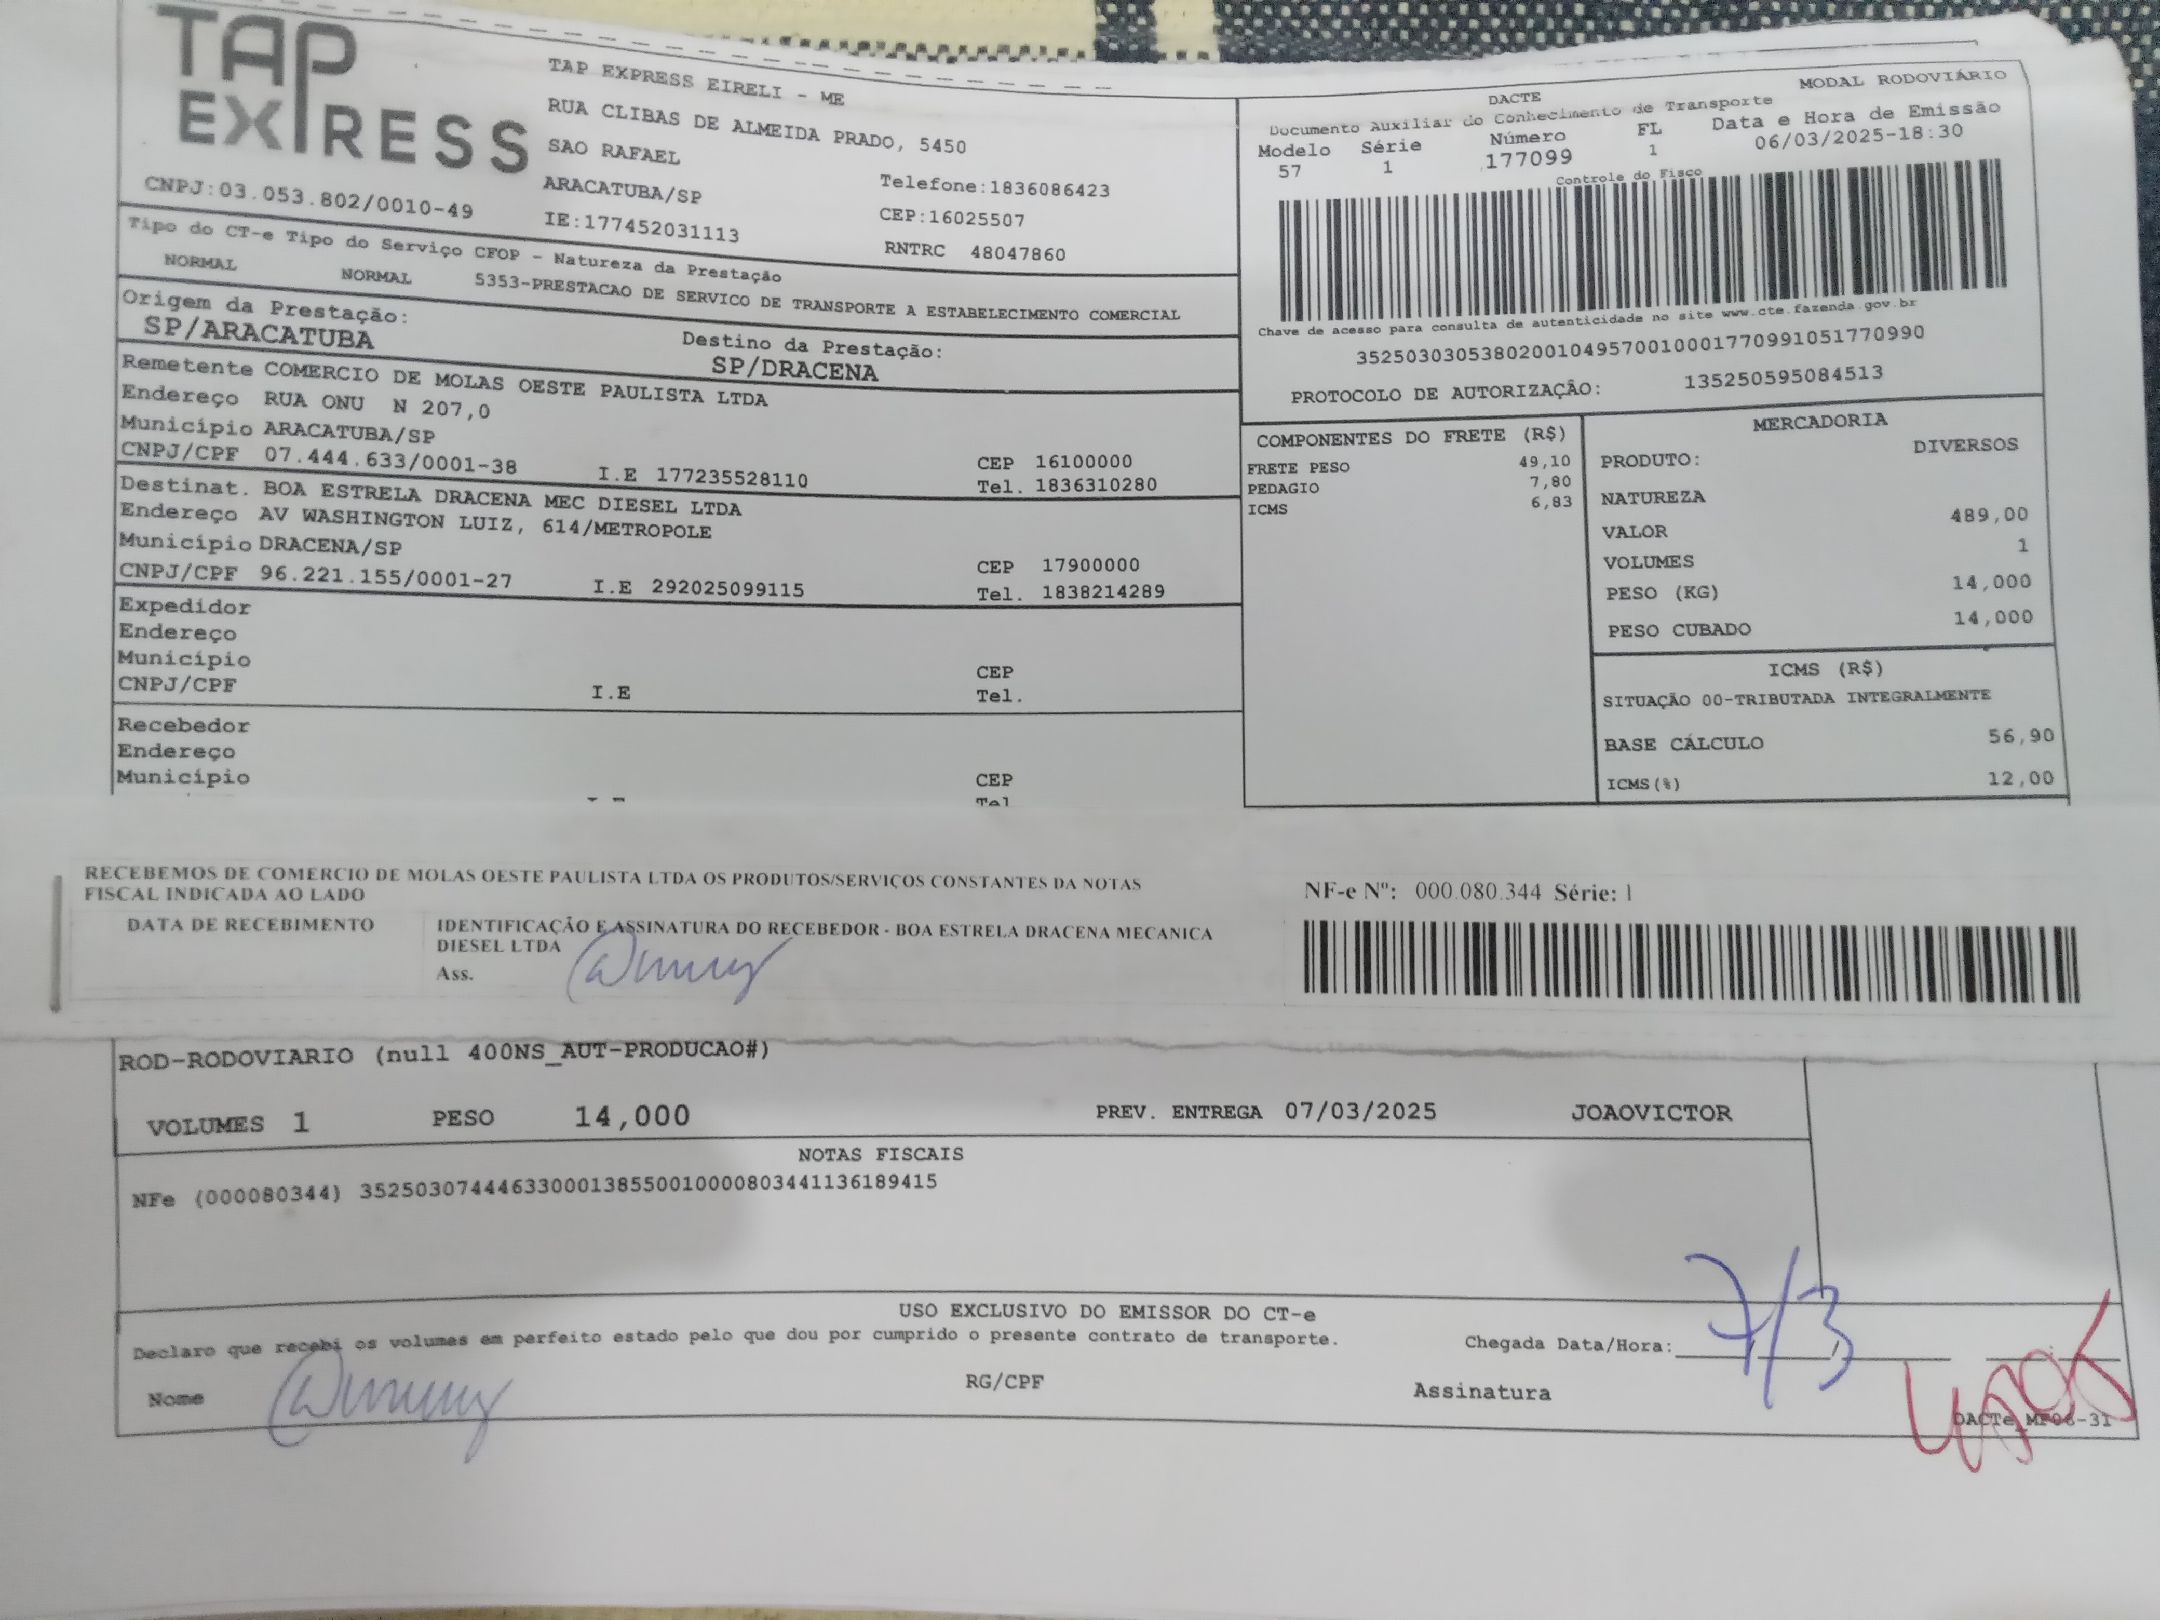 TAP EXPRESS
TAP EXPRESS EIRELI - ME
RUA CLIBAS DE ALMEIDA PRADO, 5450
SAO RAFAEL
ARACATUBA/SP
Telefone:1836086423
CNPJ:03.053.802/0010-49
IE:177452031113
CEP:16025507
RNTRC 48047860
Tipo do CT-e Tipo do Serviço CFOP - Natureza da Prestação
NORMAL NORMAL 5353-PRESTACAO DE SERVICO DE TRANSPORTE A ESTABELECIMENTO COMERCIAL
Origem da Prestação:
SP/ARACATUBA
Destino da Prestação:
SP/DRACENA
Remetente COMERCIO DE MOLAS OESTE PAULISTA LTDA
Endereço RUA ONU N 207,0
Município ARACATUBA/SP
CEP 16100000
CNPJ/CPF 07.444.633/0001-38 I.E 177235528110 Tel. 1836310280
Destinat. BOA ESTRELA DRACENA MEC DIESEL LTDA
Endereço AV WASHINGTON LUIZ, 614/METROPOLE
Município DRACENA/SP CEP 17900000
CNPJ/CPF 96.221.155/0001-27 I.E 292025099115 Tel. 1838214289
Expedidor
Endereço
Município CEP
CNPJ/CPF I.E Tel.
Recebedor
Endereço
Município CEP
Tel
MODAL RODOVIÁRIO
DACTE
Documento Auxiliar do Conhecimento de Transporte
Modelo Série Número FL Data e Hora de Emissão
57 1 177099 1 06/03/2025-18:30
Controle do Fisco
Chave de acesso para consulta de autenticidade no site www.cte.fazenda.gov.br
35250303053802001049570010001770991051770990
PROTOCOLO DE AUTORIZAÇÃO: 135250595084513
COMPONENTES DO FRETE (R$)
FRETE PESO 49,10
PEDAGIO 7,80
ICMS 6,83
MERCADORIA
PRODUTO: DIVERSOS
NATUREZA
VALOR 489,00
VOLUMES 1
PESO (KG) 14,000
PESO CUBADO 14,000
ICMS (R$)
SITUAÇÃO 00-TRIBUTADA INTEGRALMENTE
BASE CÁLCULO 56,90
ICMS(%) 12,00
RECEBEMOS DE COMERCIO DE MOLAS OESTE PAULISTA LTDA OS PRODUTOS/SERVIÇOS CONSTANTES DA NOTAS
FISCAL INDICADA AO LADO
DATA DE RECEBIMENTO
IDENTIFICAÇÃO E ASSINATURA DO RECEBEDOR - BOA ESTRELA DRACENA MECANICA
DIESEL LTDA
Ass.
NF-e Nº: 000.080.344 Série: 1
ROD-RODOVIARIO (null 400NS_AUT-PRODUCAO#)
VOLUMES 1 PESO 14,000 PREV. ENTREGA 07/03/2025 JOAOVICTOR
NOTAS FISCAIS
NFe (000080344) 35250307444633000138550010000803441136189415
USO EXCLUSIVO DO EMISSOR DO CT-e
Declaro que recebi os volumes em perfeito estado pelo que dou por cumprido o presente contrato de transporte.
Chegada Data/Hora: 7/3
Nome RG/CPF Assinatura
DACTe_MF06-31